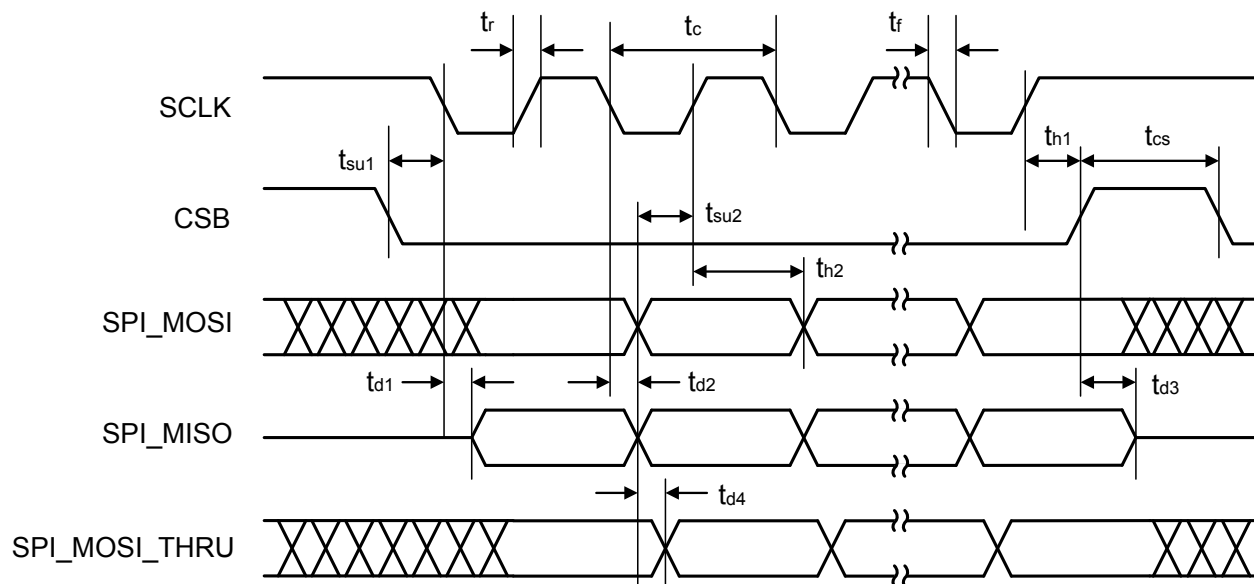 tr
tc
tf
SCLK
tsu1
th1
tcs
CSB
tsu2
th2
SPI_MOSI
td1
td2
td3
SPI_MISO
td4
SPI_MOSI_THRU